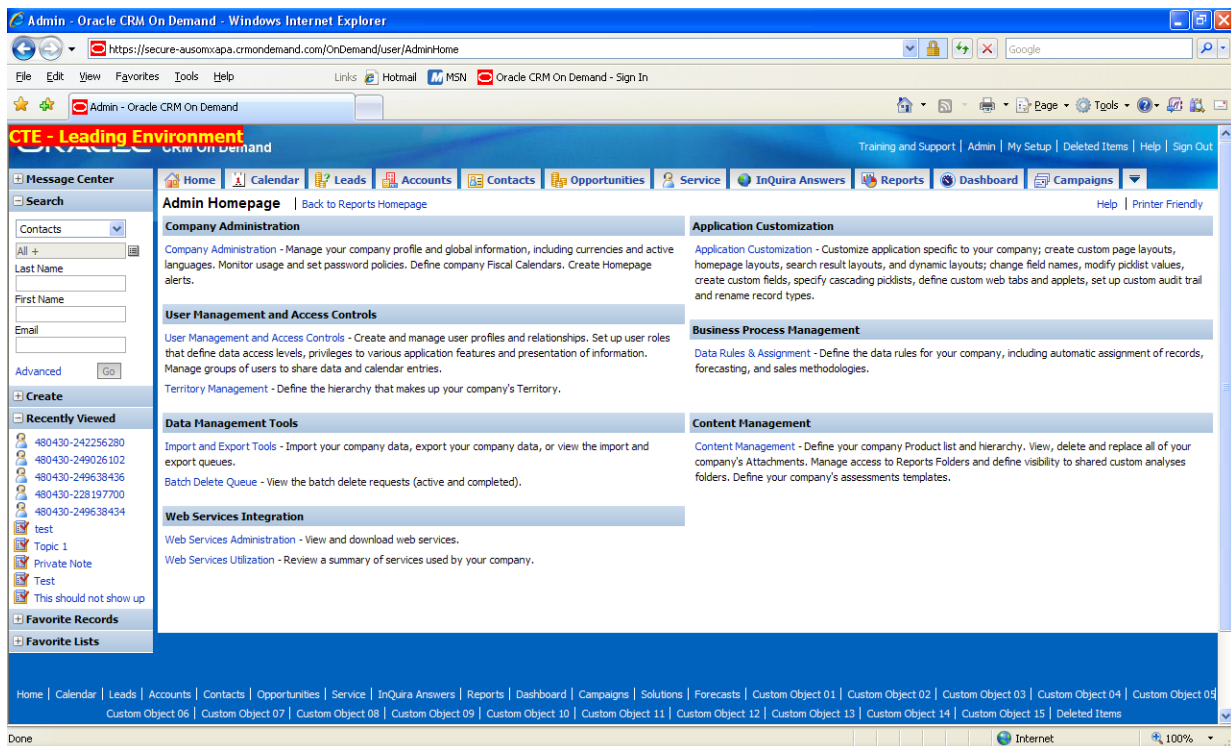 Admin - Oracle CRM On Demand - Windows Internet Explorer
https://secure-ausomxapa.crmondemand.com/OnDemand/user/AdminHome
Google
File Edit View Favorites Tools Help
Links Hotmail MSN Oracle CRM On Demand - Sign In
Admin - Oracle CRM On Demand
Page Tools
CTE - Leading Environment
ORACLE CRM On Demand
Training and Support | Admin | My Setup | Deleted Items | Help | Sign Out
Message Center
Home Calendar Leads Accounts Contacts Opportunities Service InQuira Answers Reports Dashboard Campaigns
Search
Contacts
All +
Last Name
First Name
Email
Advanced Go
Create
Recently Viewed
480430-242256280
480430-249026102
480430-249638436
480430-228197700
480430-249638434
test
Topic 1
Private Note
Test
This should not show up
Favorite Records
Favorite Lists
Admin Homepage | Back to Reports Homepage
Help | Printer Friendly
Company Administration
Company Administration - Manage your company profile and global information, including currencies and active
languages. Monitor usage and set password policies. Define company Fiscal Calendars. Create Homepage
alerts.
User Management and Access Controls
User Management and Access Controls - Create and manage user profiles and relationships. Set up user roles
that define data access levels, privileges to various application features and presentation of information.
Manage groups of users to share data and calendar entries.
Territory Management - Define the hierarchy that makes up your company's Territory.
Data Management Tools
Import and Export Tools - Import your company data, export your company data, or view the import and
export queues.
Batch Delete Queue - View the batch delete requests (active and completed).
Web Services Integration
Web Services Administration - View and download web services.
Web Services Utilization - Review a summary of services used by your company.
Application Customization
Application Customization - Customize application specific to your company; create custom page layouts,
homepage layouts, search result layouts, and dynamic layouts; change field names, modify picklist values,
create custom fields, specify cascading picklists, define custom web tabs and applets, set up custom audit trail
and rename record types.
Business Process Management
Data Rules & Assignment - Define the data rules for your company, including automatic assignment of records,
forecasting, and sales methodologies.
Content Management
Content Management - Define your company Product list and hierarchy. View, delete and replace all of your
company's Attachments. Manage access to Reports Folders and define visibility to shared custom analyses
folders. Define your company's assessments templates.
Home | Calendar | Leads | Accounts | Contacts | Opportunities | Service | InQuira Answers | Reports | Dashboard | Campaigns | Solutions | Forecasts | Custom Object 01 | Custom Object 02 | Custom Object 03 | Custom Object 04 | Custom Object 05
Custom Object 06 | Custom Object 07 | Custom Object 08 | Custom Object 09 | Custom Object 10 | Custom Object 11 | Custom Object 12 | Custom Object 13 | Custom Object 14 | Custom Object 15 | Deleted Items
Done
Internet
100%